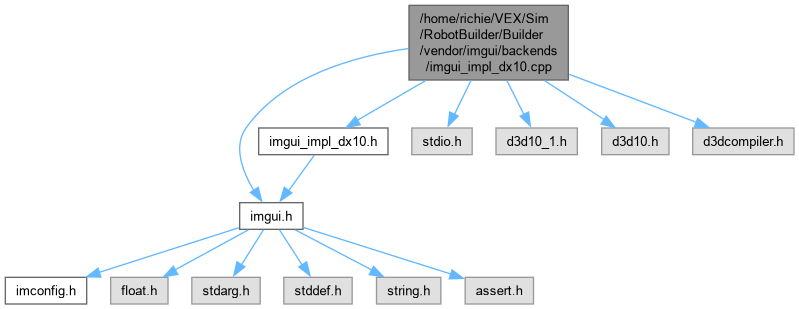 /home/richie/VEX/Sim
/RobotBuilder/Builder
/vendor/imgui/backends
/imgui_impl_dx10.cpp
imgui_impl_dx10.h
stdio.h
d3d10_1.h
d3d10.h
d3dcompiler.h
imgui.h
imconfig.h
float.h
stdarg.h
stddef.h
string.h
assert.h